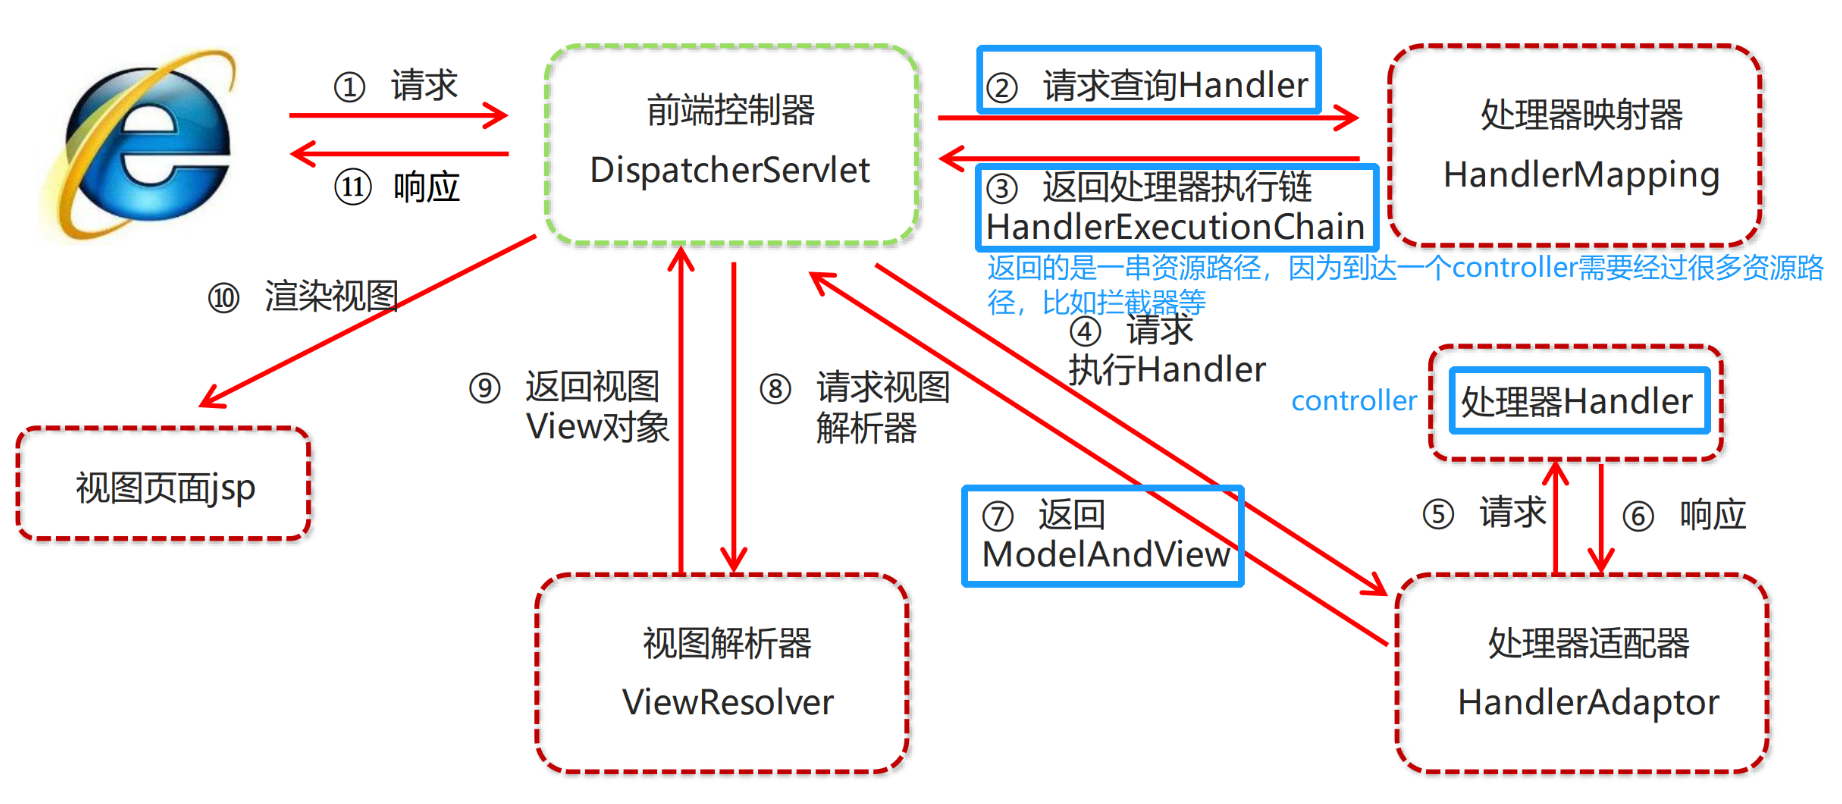 ① 请求
⑪ 响应
前端控制器
DispatcherServlet
② 请求查询Handler
③ 返回处理器执行链
HandlerExecutionChain
返回的是一串资源路径，因为到达一个controller需要经过很多资源路
径，比如拦截器等
处理器映射器
HandlerMapping
⑩ 渲染视图
④ 请求
执行Handler
⑨ 返回视图
View对象
⑧ 请求视图
解析器
controller
处理器Handler
视图页面jsp
⑦ 返回
ModelAndView
⑤ 请求
⑥ 响应
视图解析器
ViewResolver
处理器适配器
HandlerAdaptor